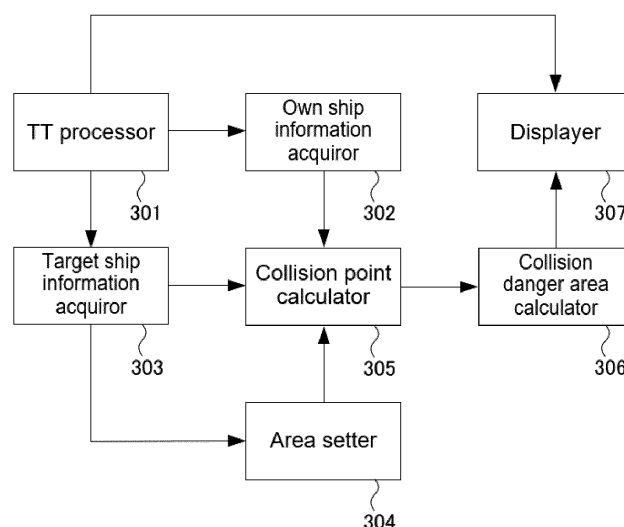 TT processor
301
Own ship
information
acquiror
302
Displayer
307
Target ship
information
acquiror
303
Collision point
calculator
305
Collision
danger area
calculator
306
Area setter
304